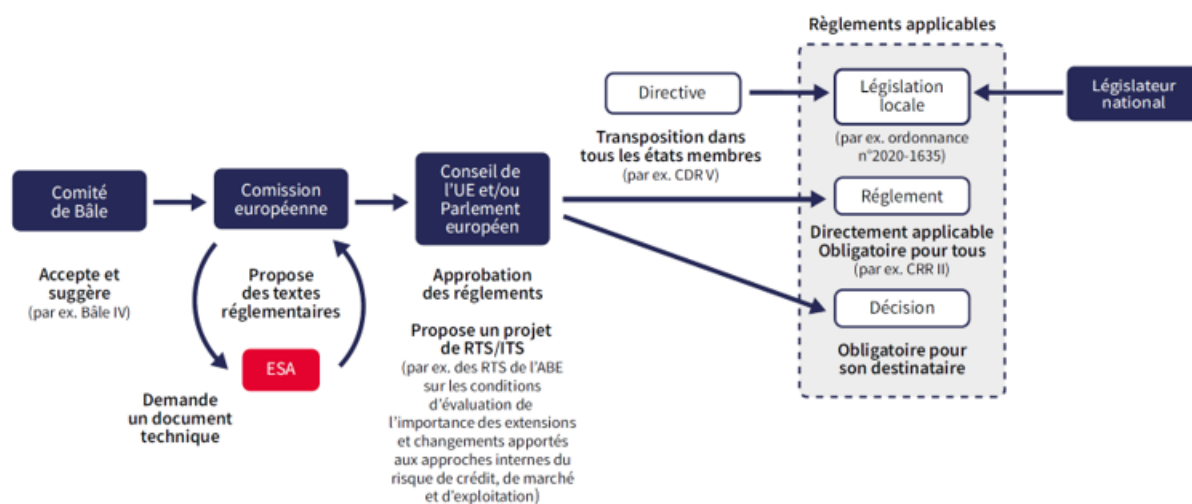 Règlements applicables
Directive
Législation
locale
Législateur
national
Transposition dans
tous les états membres
(par ex. CDR V)
(par ex. ordonnance
n°2020-1635)
Comité
de Bâle
Comission
européenne
Conseil de
l'UE et/ou
Parlement
européen
Réglement
Directement applicable
Obligatoire pour tous
(par ex. CRR II)
Accepte et
suggère
(par ex. Bâle IV)
Propose
des textes
réglementaires
Approbation
des réglements
Décision
Obligatoire pour
son destinataire
ESA
Demande
un document
technique
Propose un projet
de RTS/ITS
(par ex. des RTS de l'ABE
sur les conditions
d'évaluation de
l'importance des extensions
et changements apportés
aux approches internes du
risque de crédit, de marché
et d'exploitation)